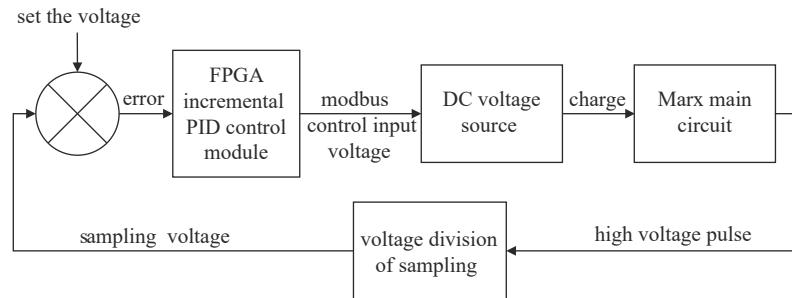 set the voltage
error
FPGA
incremental
PID control
module
modbus
control input
voltage
DC voltage
source
charge
Marx main
circuit
sampling voltage
voltage division
of sampling
high voltage pulse